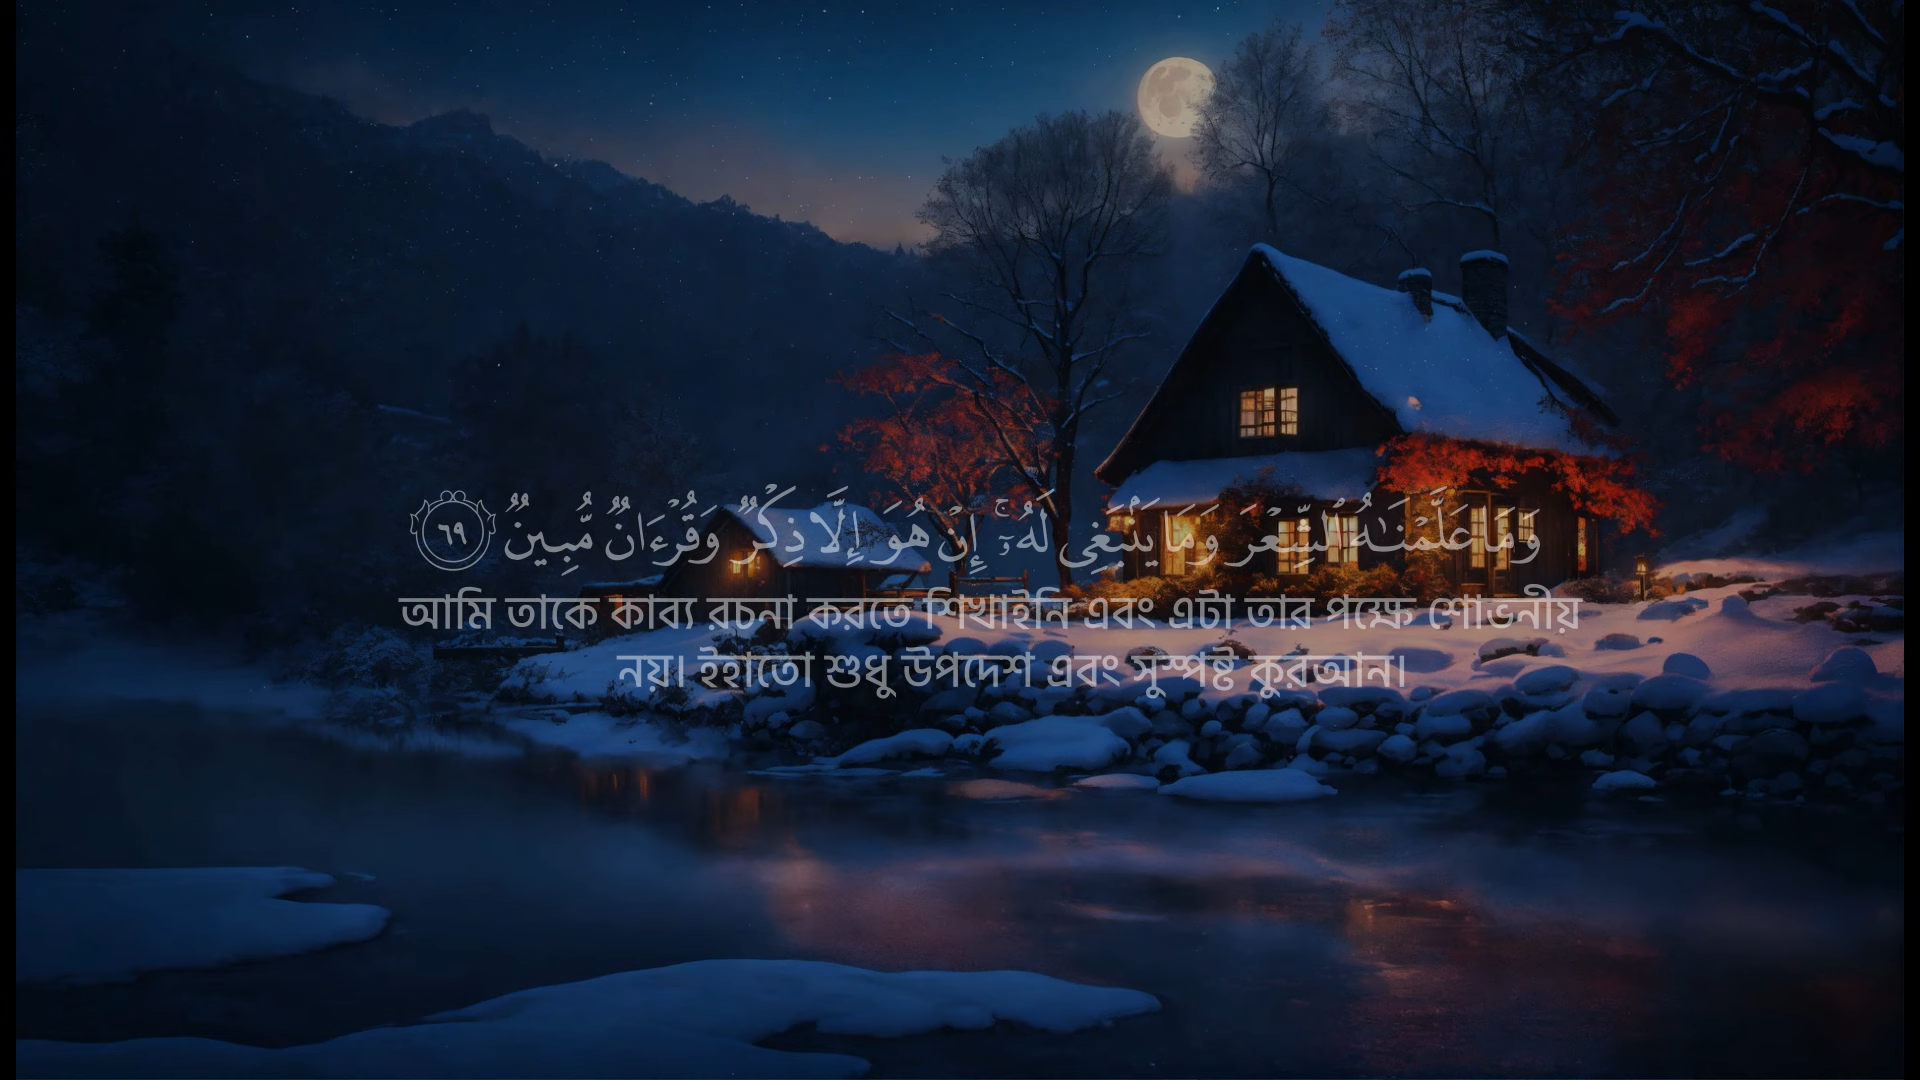 وَمَا عَلَّمْنَـٰهُ ٱلشِّعْرَ وَمَا يَنۢبَغِى لَهُۥٓ ۚ إِنْ هُوَ إِلَّا ذِكْرٌ وَقُرْءَانٌ مُّبِينٌ ٦٩
আমি তাকে কাব্য রচনা করতে শিখাইনি এবং এটা তার পক্ষে শোভনীয়
নয়। ইহাতো শুধু উপদেশ এবং সুস্পষ্ট কুরআন।